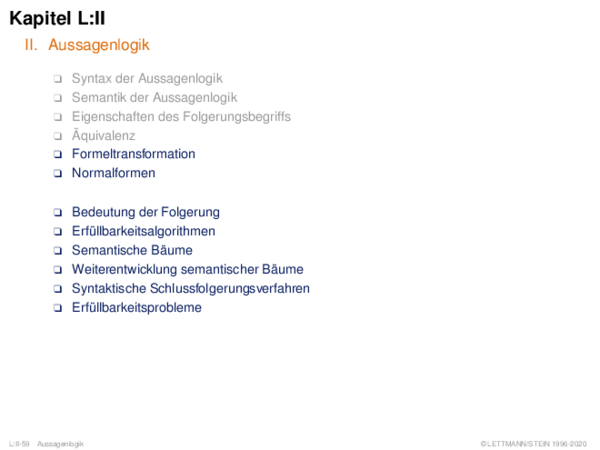 Kapitel L:II
II. Aussagenlogik
❑ Syntax der Aussagenlogik
❑ Semantik der Aussagenlogik
❑ Eigenschaften des Folgerungsbegriffs
❑ Äquivalenz
❑ Formeltransformation
❑ Normalformen
❑ Bedeutung der Folgerung
❑ Erfüllbarkeitsalgorithmen
❑ Semantische Bäume
❑ Weiterentwicklung semantischer Bäume
❑ Syntaktische Schlussfolgerungsverfahren
❑ Erfüllbarkeitsprobleme
L:II-59 Aussagenlogik ©LETTMANN/STEIN 1996-2020